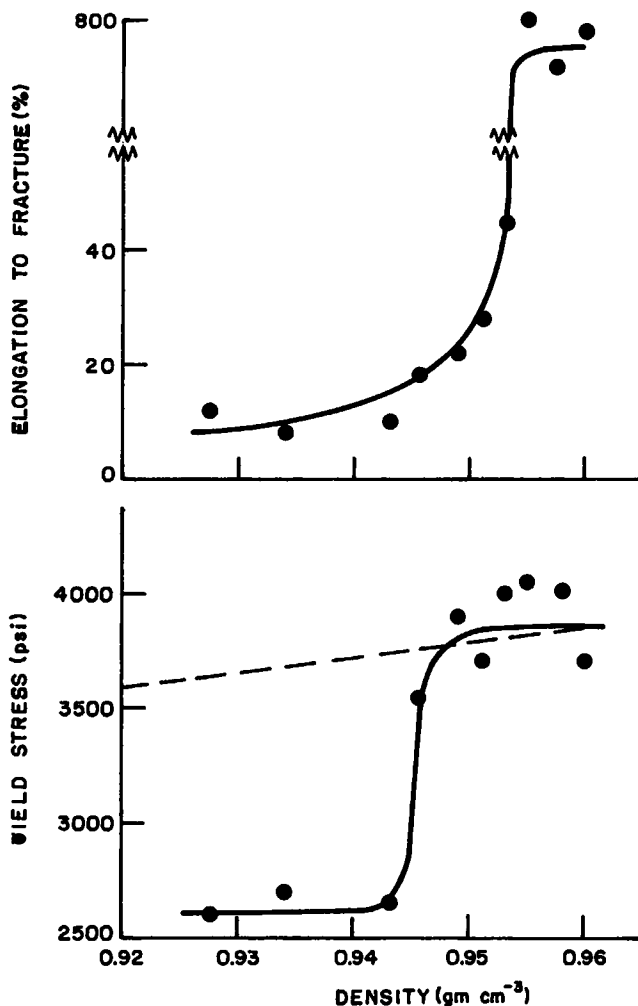 ELONGATION TO FRACTURE (%)
800
40
20
0
YIELD STRESS (psi)
4000
3500
3000
2500
0.92 0.93 0.94 0.95 0.96
DENSITY (gm cm⁻³)